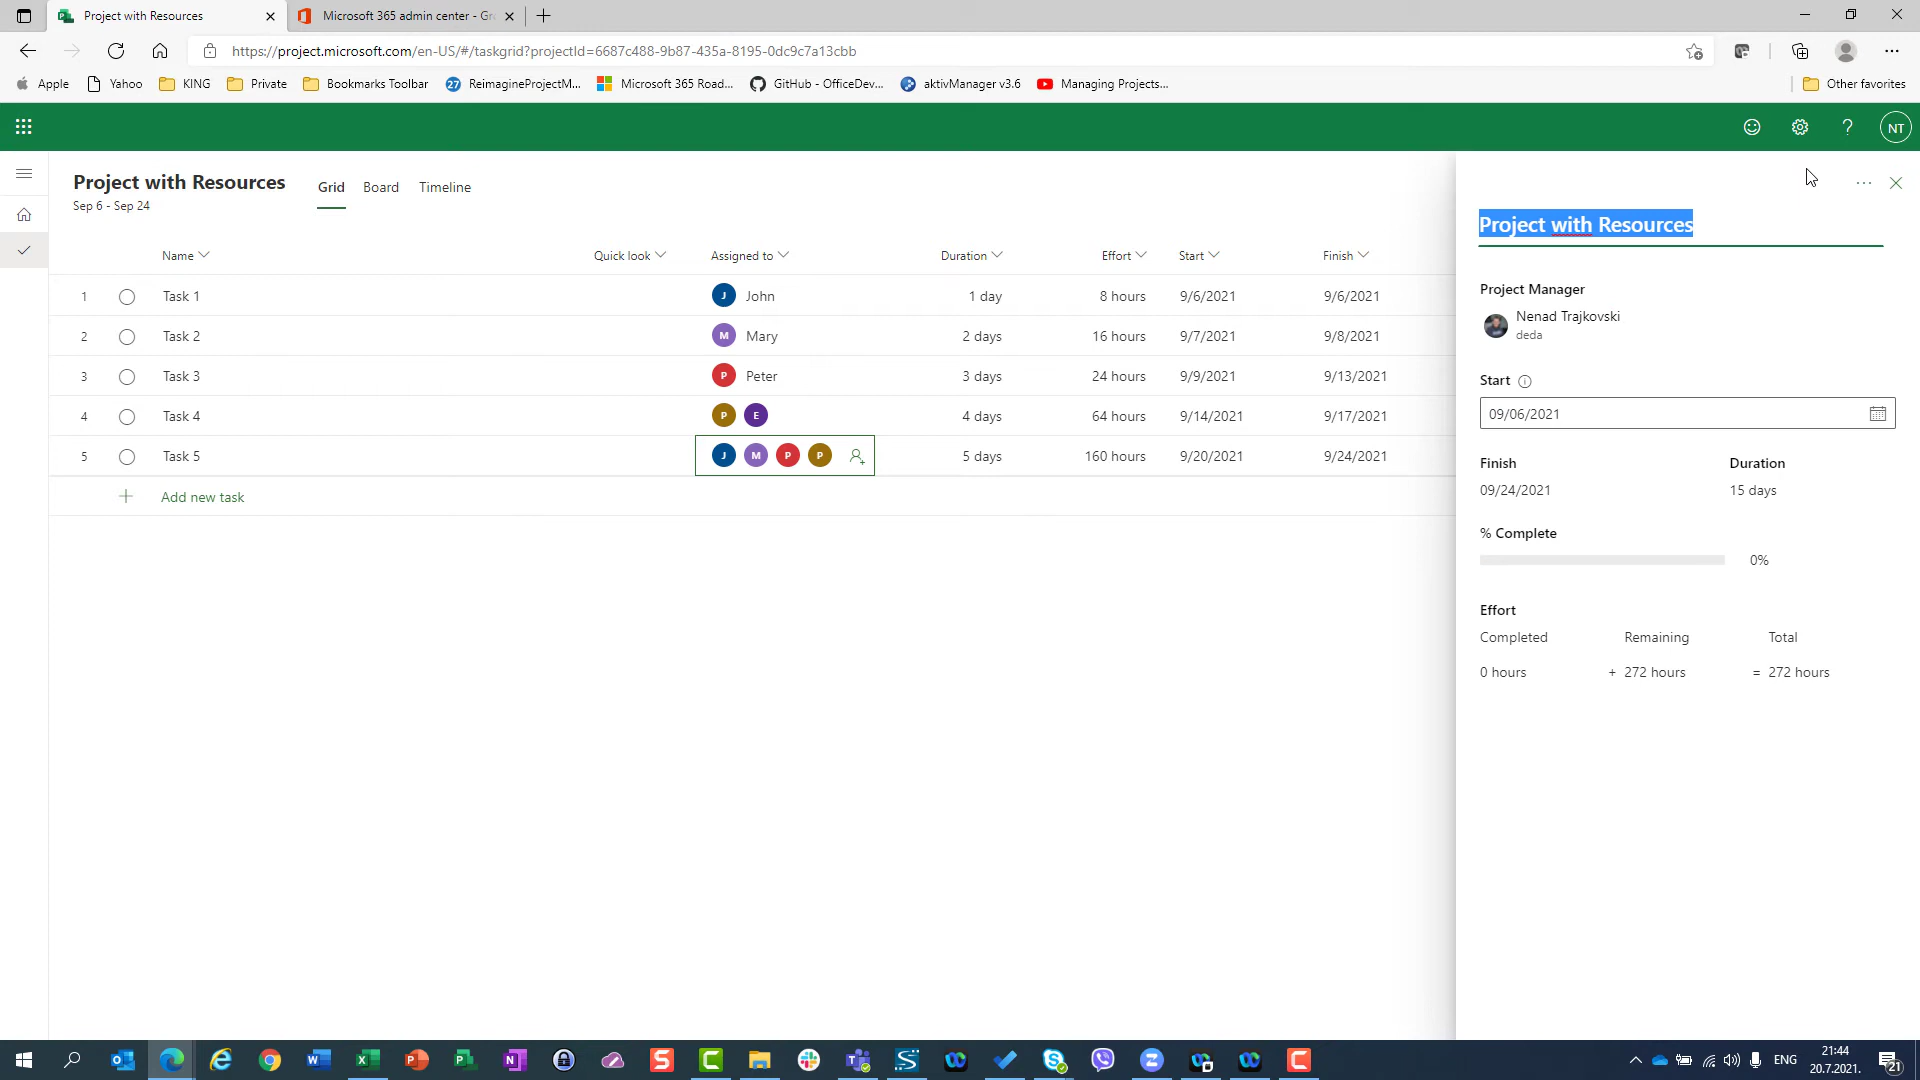 Project with Resources
Microsoft 365 admin center - Gr
https://project.microsoft.com/en-US/#/taskgrid?projectId=6687c488-9b87-435a-8195-0dc9c7a13cbb
Apple
Yahoo
KING
Private
Bookmarks Toolbar
27 ReimagineProjectM...
Microsoft 365 Road...
GitHub - OfficeDev...
aktivManager v3.6
Managing Projects...
Other favorites
? NT
Project with Resources
Sep 6 - Sep 24
Grid Board Timeline
Name Quick look Assigned to Duration Effort Start Finish
1 Task 1 J John 1 day 8 hours 9/6/2021 9/6/2021
2 Task 2 M Mary 2 days 16 hours 9/7/2021 9/8/2021
3 Task 3 P Peter 3 days 24 hours 9/9/2021 9/13/2021
4 Task 4 P E 4 days 64 hours 9/14/2021 9/17/2021
5 Task 5 J M P P 5 days 160 hours 9/20/2021 9/24/2021
+ Add new task
Project with Resources
Project Manager
Nenad Trajkovski
deda
Start
09/06/2021
Finish Duration
09/24/2021 15 days
% Complete
0%
Effort
Completed Remaining Total
0 hours + 272 hours = 272 hours
ENG
21:44
20.7.2021.
21